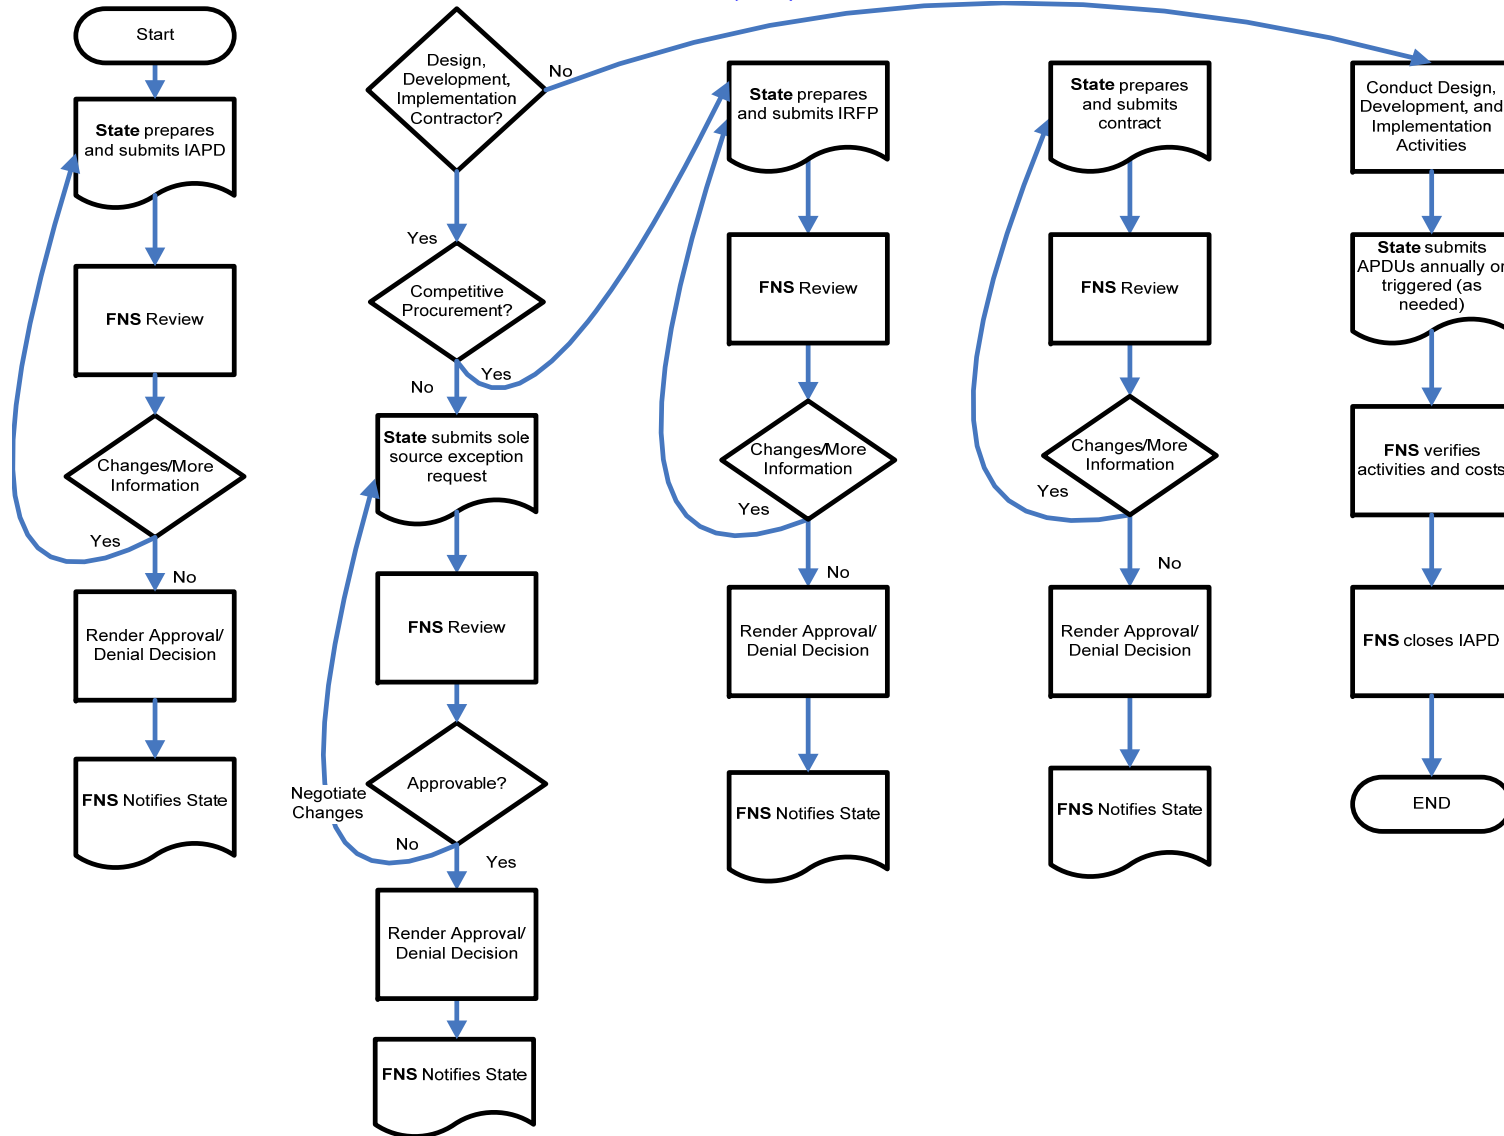 Start
State prepares
and submits IAPD
FNS Review
Changes/More
Information
Yes
No
Render Approval/
Denial Decision
FNS Notifies State
Design,
Development,
Implementation
Contractor?
No
Yes
Competitive
Procurement?
Yes
No
State submits sole
source exception
request
FNS Review
Approvable?
Negotiate
Changes
No
Yes
Render Approval/
Denial Decision
FNS Notifies State
State prepares
and submits IRFP
FNS Review
Changes/More
Information
Yes
No
Render Approval/
Denial Decision
FNS Notifies State
State prepares
and submits
contract
FNS Review
Changes/More
Information
Yes
No
Render Approval/
Denial Decision
FNS Notifies State
Conduct Design,
Development, and
Implementation
Activities
State submits
APDUs annually or
triggered (as
needed)
FNS verifies
activities and costs
FNS closes IAPD
END